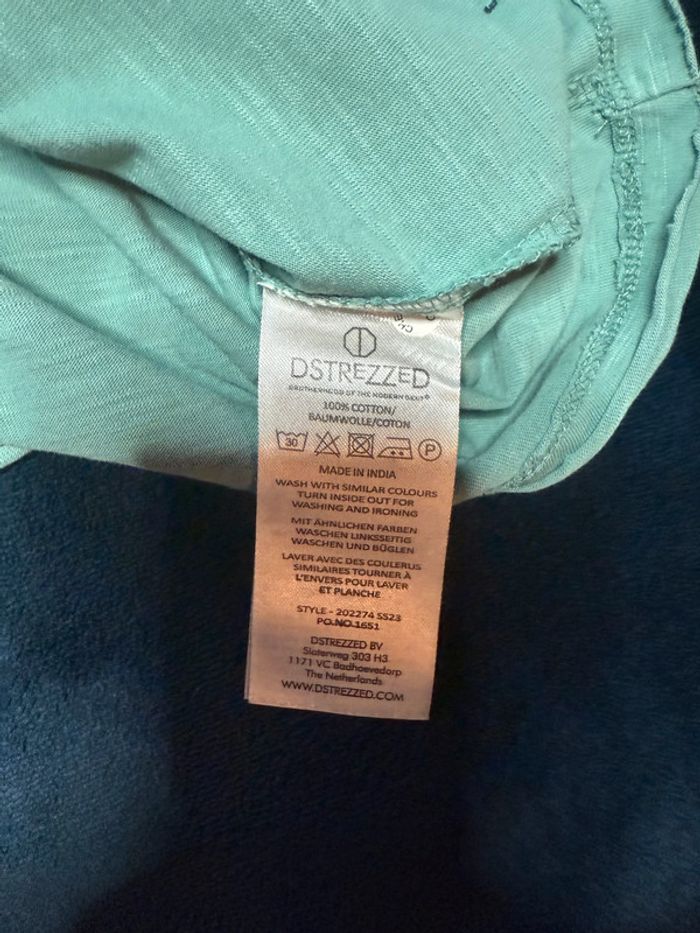 DSTREZZED
BROTHERHOOD OF THE MODERN GENT®
100% COTTON/
BAUMWOLLE/COTON
30
P
MADE IN INDIA
WASH WITH SIMILAR COLOURS
TURN INSIDE OUT FOR
WASHING AND IRONING
MIT ÄHNLICHEN FARBEN
WASCHEN LINKSSEITIG
WASCHEN UND BÜGLEN
LAVER AVEC DES COULERUS
SIMILAIRES TOURNER À
L'ENVERS POUR LAVER
ET PLANCHE
STYLE - 202274 SS23
PO.NO.1651
DSTREZZED BV
Sloterweg 303 H3
1171 VC Badhoevedorp
The Netherlands
WWW.DSTREZZED.COM